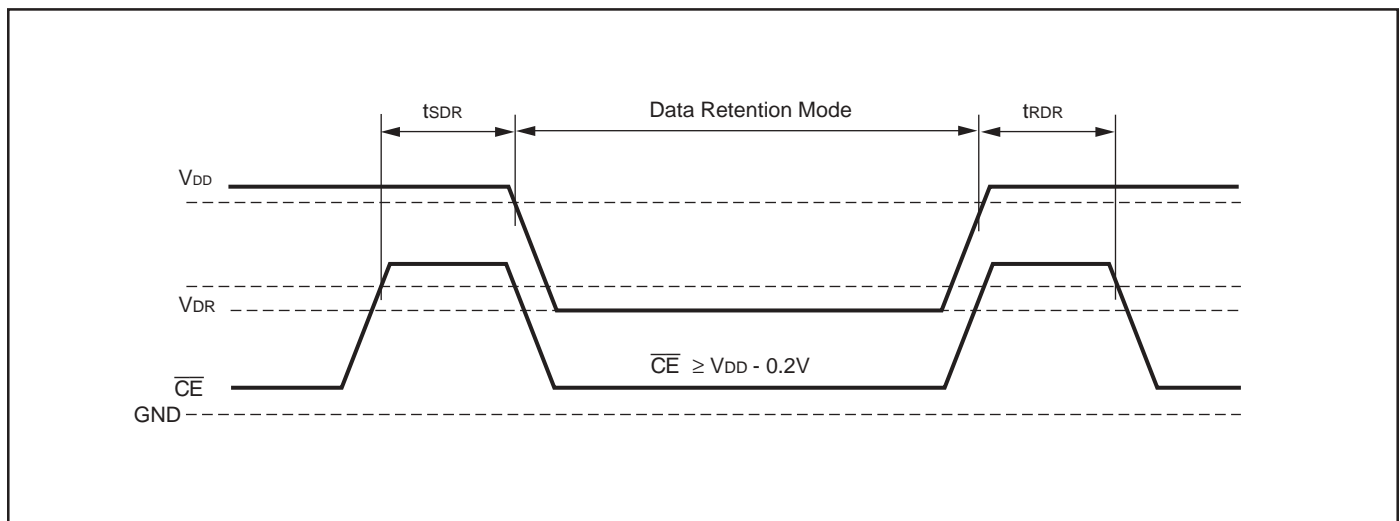 tSDR Data Retention Mode tRDR
VDD
VDR
CE ≥ VDD - 0.2V
CE
GND